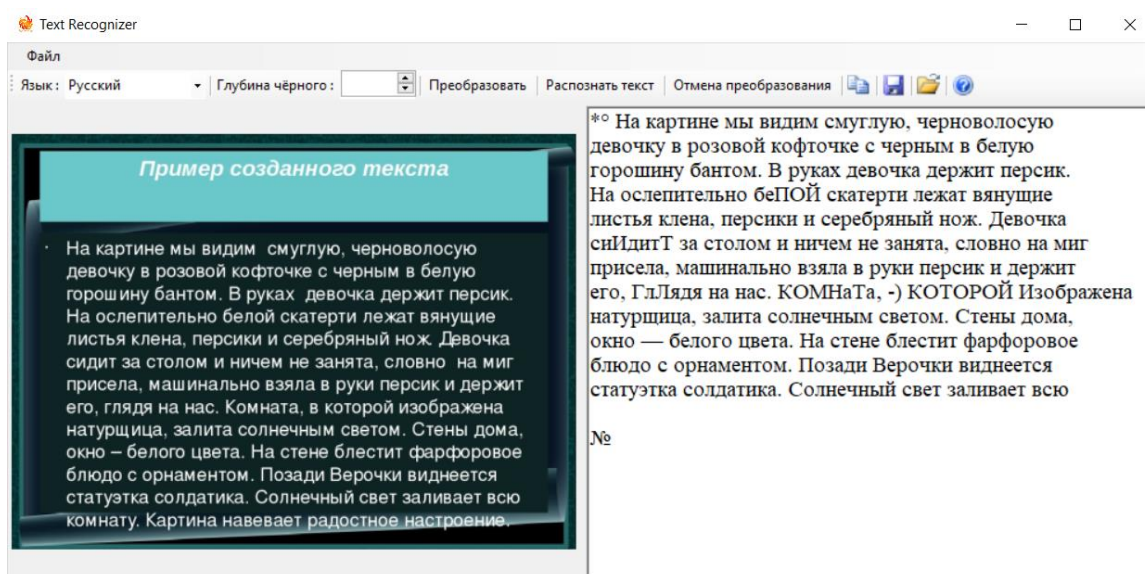 Text Recognizer
Файл
Язык: Русский Глубина чёрного: Преобразовать Распознать текст Отмена преобразования
Пример созданного текста
· На картине мы видим смуглую, черноволосую
девочку в розовой кофточке с черным в белую
горошину бантом. В руках девочка держит персик.
На ослепительно белой скатерти лежат вянущие
листья клена, персики и серебряный нож. Девочка
сидит за столом и ничем не занята, словно на миг
присела, машинально взяла в руки персик и держит
его, глядя на нас. Комната, в которой изображена
натурщица, залита солнечным светом. Стены дома,
окно – белого цвета. На стене блестит фарфоровое
блюдо с орнаментом. Позади Верочки виднеется
статуэтка солдатика. Солнечный свет заливает всю
комнату. Картина навевает радостное настроение.
*° На картине мы видим смуглую, черноволосую
девочку в розовой кофточке с черным в белую
горошину бантом. В руках девочка держит персик.
На ослепительно беПОЙ скатерти лежат вянущие
листья клена, персики и серебряный нож. Девочка
сиИдитТ за столом и ничем не занята, словно на миг
присела, машинально взяла в руки персик и держит
его, ГлЛядя на нас. КОМНаТа, -) КОТОРОЙ Изображена
натурщица, залита солнечным светом. Стены дома,
окно — белого цвета. На стене блестит фарфоровое
блюдо с орнаментом. Позади Верочки виднеется
статуэтка солдатика. Солнечный свет заливает всю
№